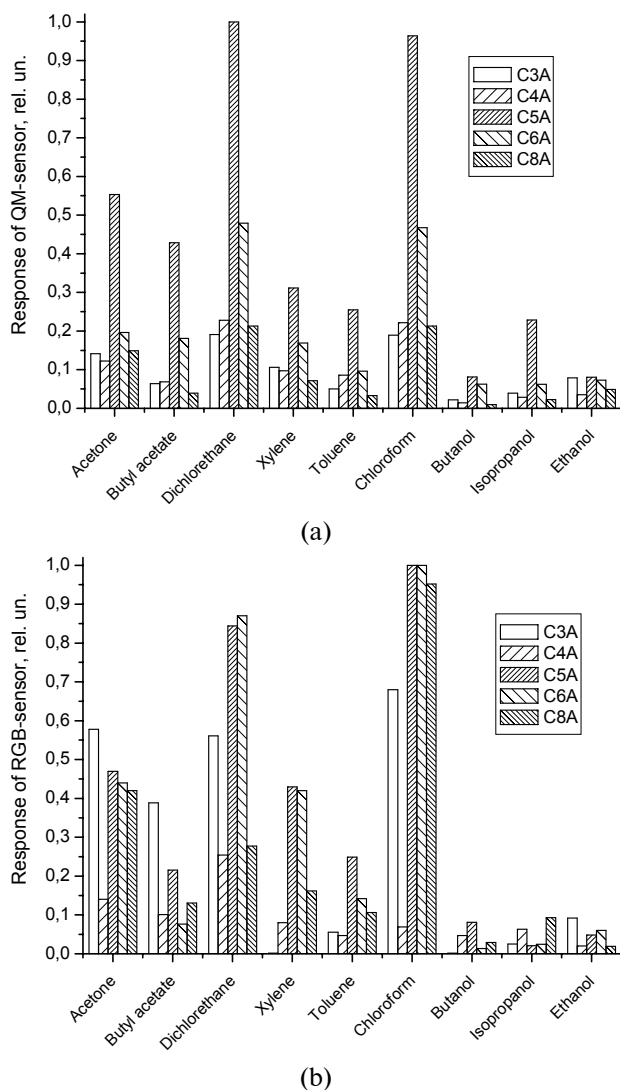 Response of QM-sensor, rel. un.
1,0
0,9
0,8
0,7
0,6
0,5
0,4
0,3
0,2
0,1
0,0
C3A
C4A
C5A
C6A
C8A
Acetone
Butyl acetate
Dichlorethane
Xylene
Toluene
Chloroform
Butanol
Isopropanol
Ethanol
(a)
Response of RGB-sensor, rel. un.
1,0
0,9
0,8
0,7
0,6
0,5
0,4
0,3
0,2
0,1
0,0
C3A
C4A
C5A
C6A
C8A
Acetone
Butyl acetate
Dichlorethane
Xylene
Toluene
Chloroform
Butanol
Isopropanol
Ethanol
(b)